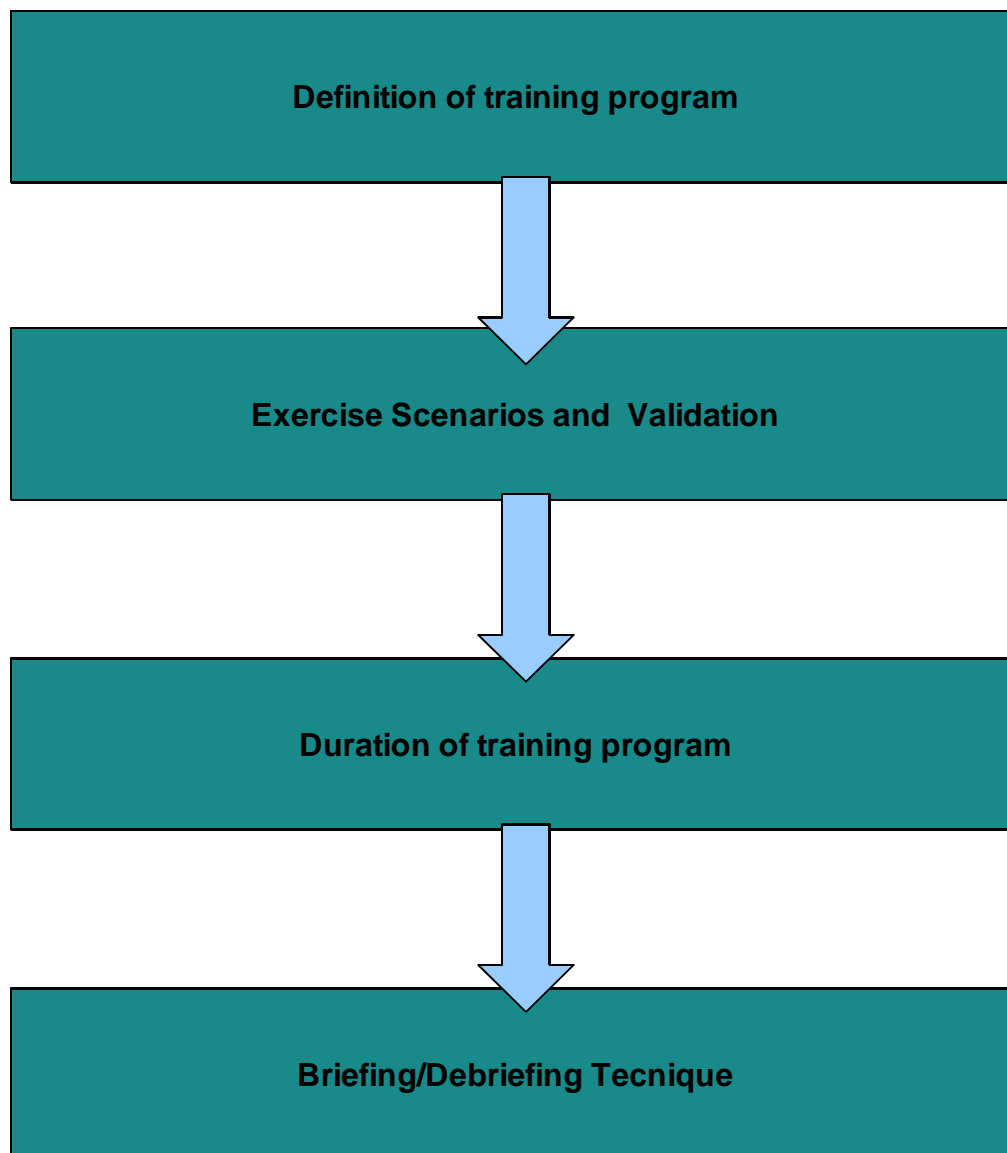 Definition of training program
Exercise Scenarios and  Validation
Duration of training program
Briefing/Debriefing Tecnique